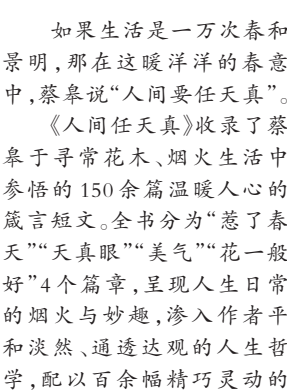 如果生活是一万次春和
景明,那在这暖洋洋的春意
中,蔡皋说“人间要任天真”。
《人间任天真》收录了蔡
皋于寻常花木、烟火生活中
参悟的150余篇温暖人心的
箴言短文。全书分为“惹了春
天”“天真眼”“美气”“花一般
好”4个篇章,呈现人生日常
的烟火与妙趣,渗入作者平
和淡然、通透达观的人生哲
学,配以百余幅精巧灵动的